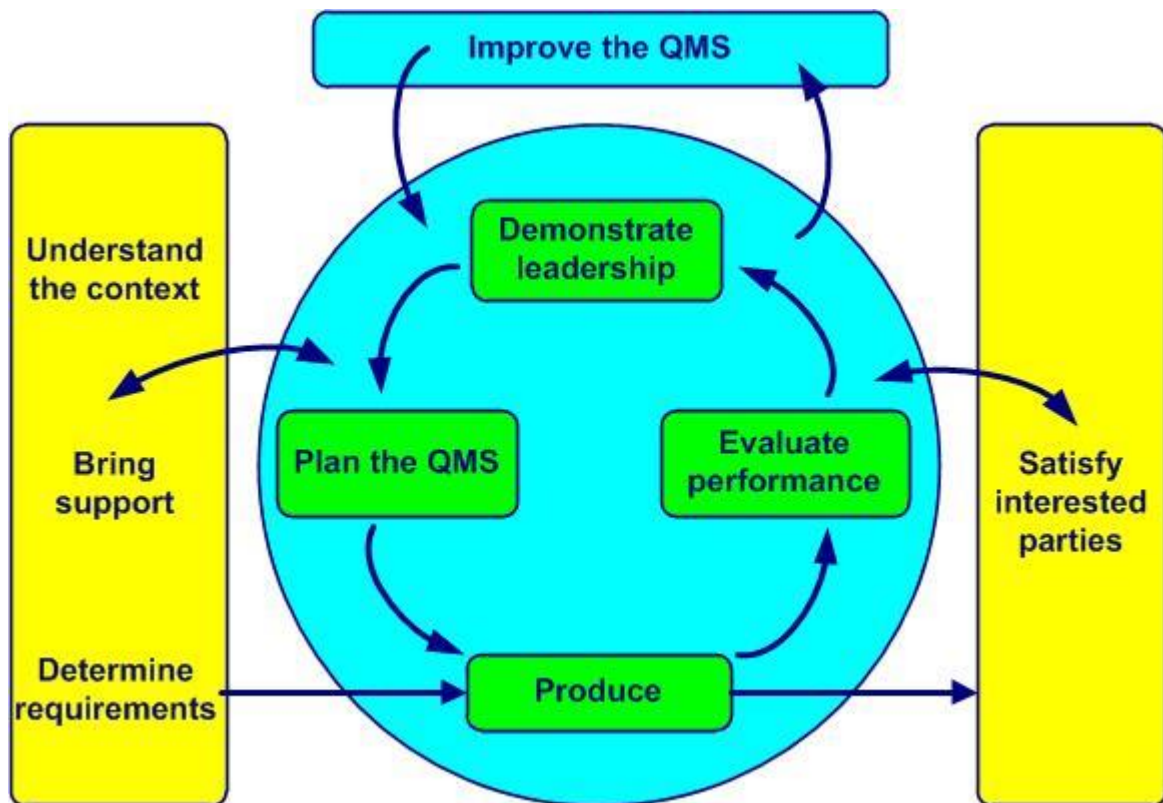 Improve the QMS
Understand
the context
Bring
support
Determine
requirements
Demonstrate
leadership
Plan the QMS
Evaluate
performance
Produce
Satisfy
interested
parties